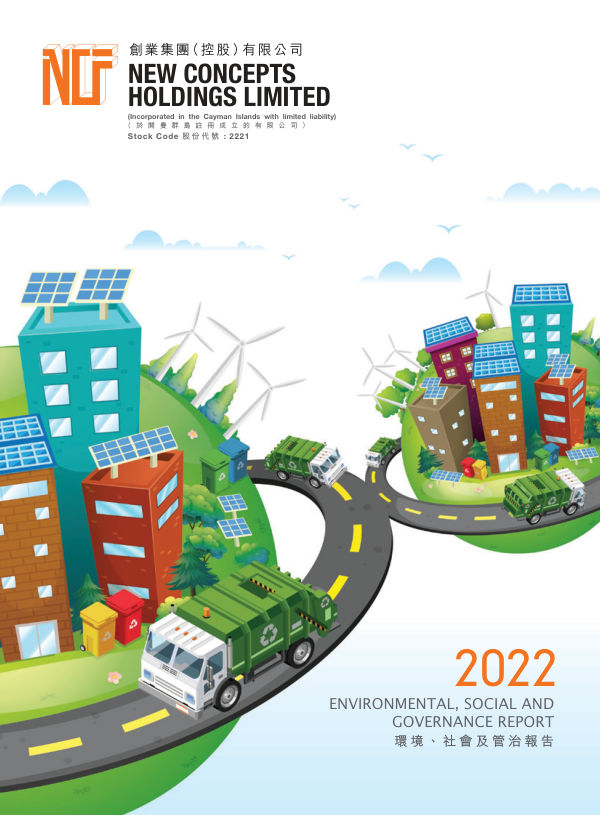 NCF
創業集團(控股)有限公司
NEW CONCEPTS
HOLDINGS LIMITED
(Incorporated in the Cayman Islands with limited liability)
(於開曼群島註冊成立的有限公司)
Stock Code 股份代號 : 2221
2022
ENVIRONMENTAL, SOCIAL AND
GOVERNANCE REPORT
環境、社會及管治報告